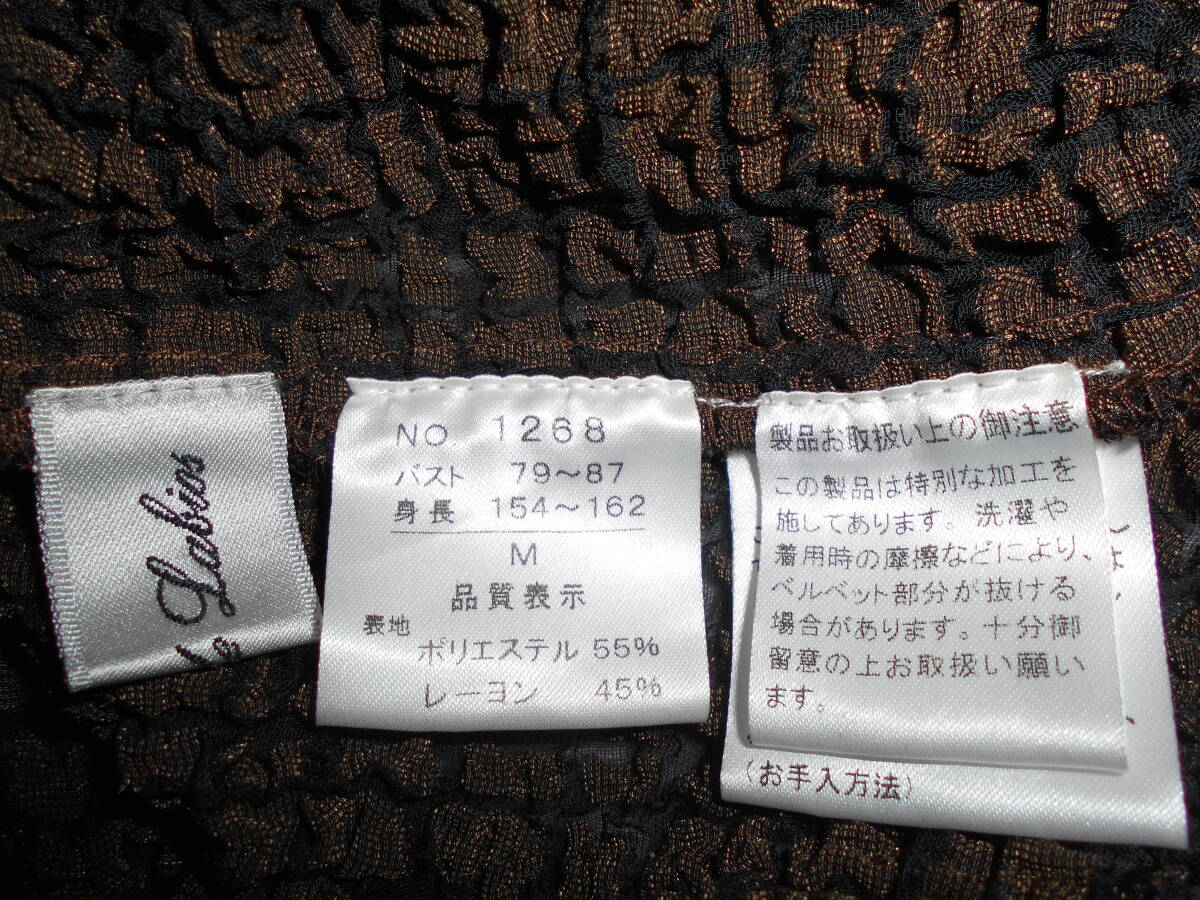 de Labias
NO. 1268
バスト 79～87
身長 154～162
M
品質表示
表地
ポリエステル 55%
レーヨン 45%
製品お取扱い上の御注意
この製品は特別な加工を
施してあります。洗濯や
着用時の摩擦などにより、
ベルベット部分が抜ける
場合があります。十分御
留意の上お取扱い願い
ます。
(お手入方法)